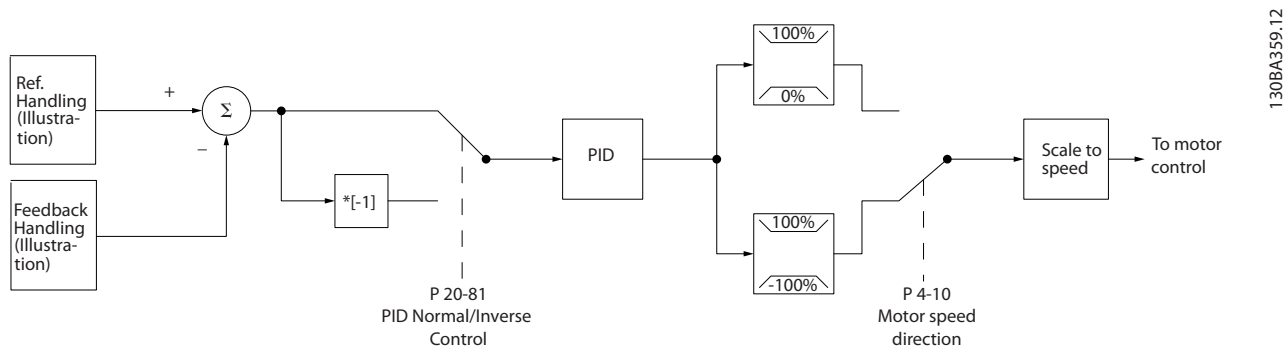 130BA359.12
Ref.
Handling
(Illustra-
tion)
+
Σ
–
Feedback
Handling
(Illustra-
tion)
*[-1]
P 20-81
PID Normal/Inverse
Control
PID
100%
0%
100%
-100%
P 4-10
Motor speed
direction
Scale to
speed
To motor
control